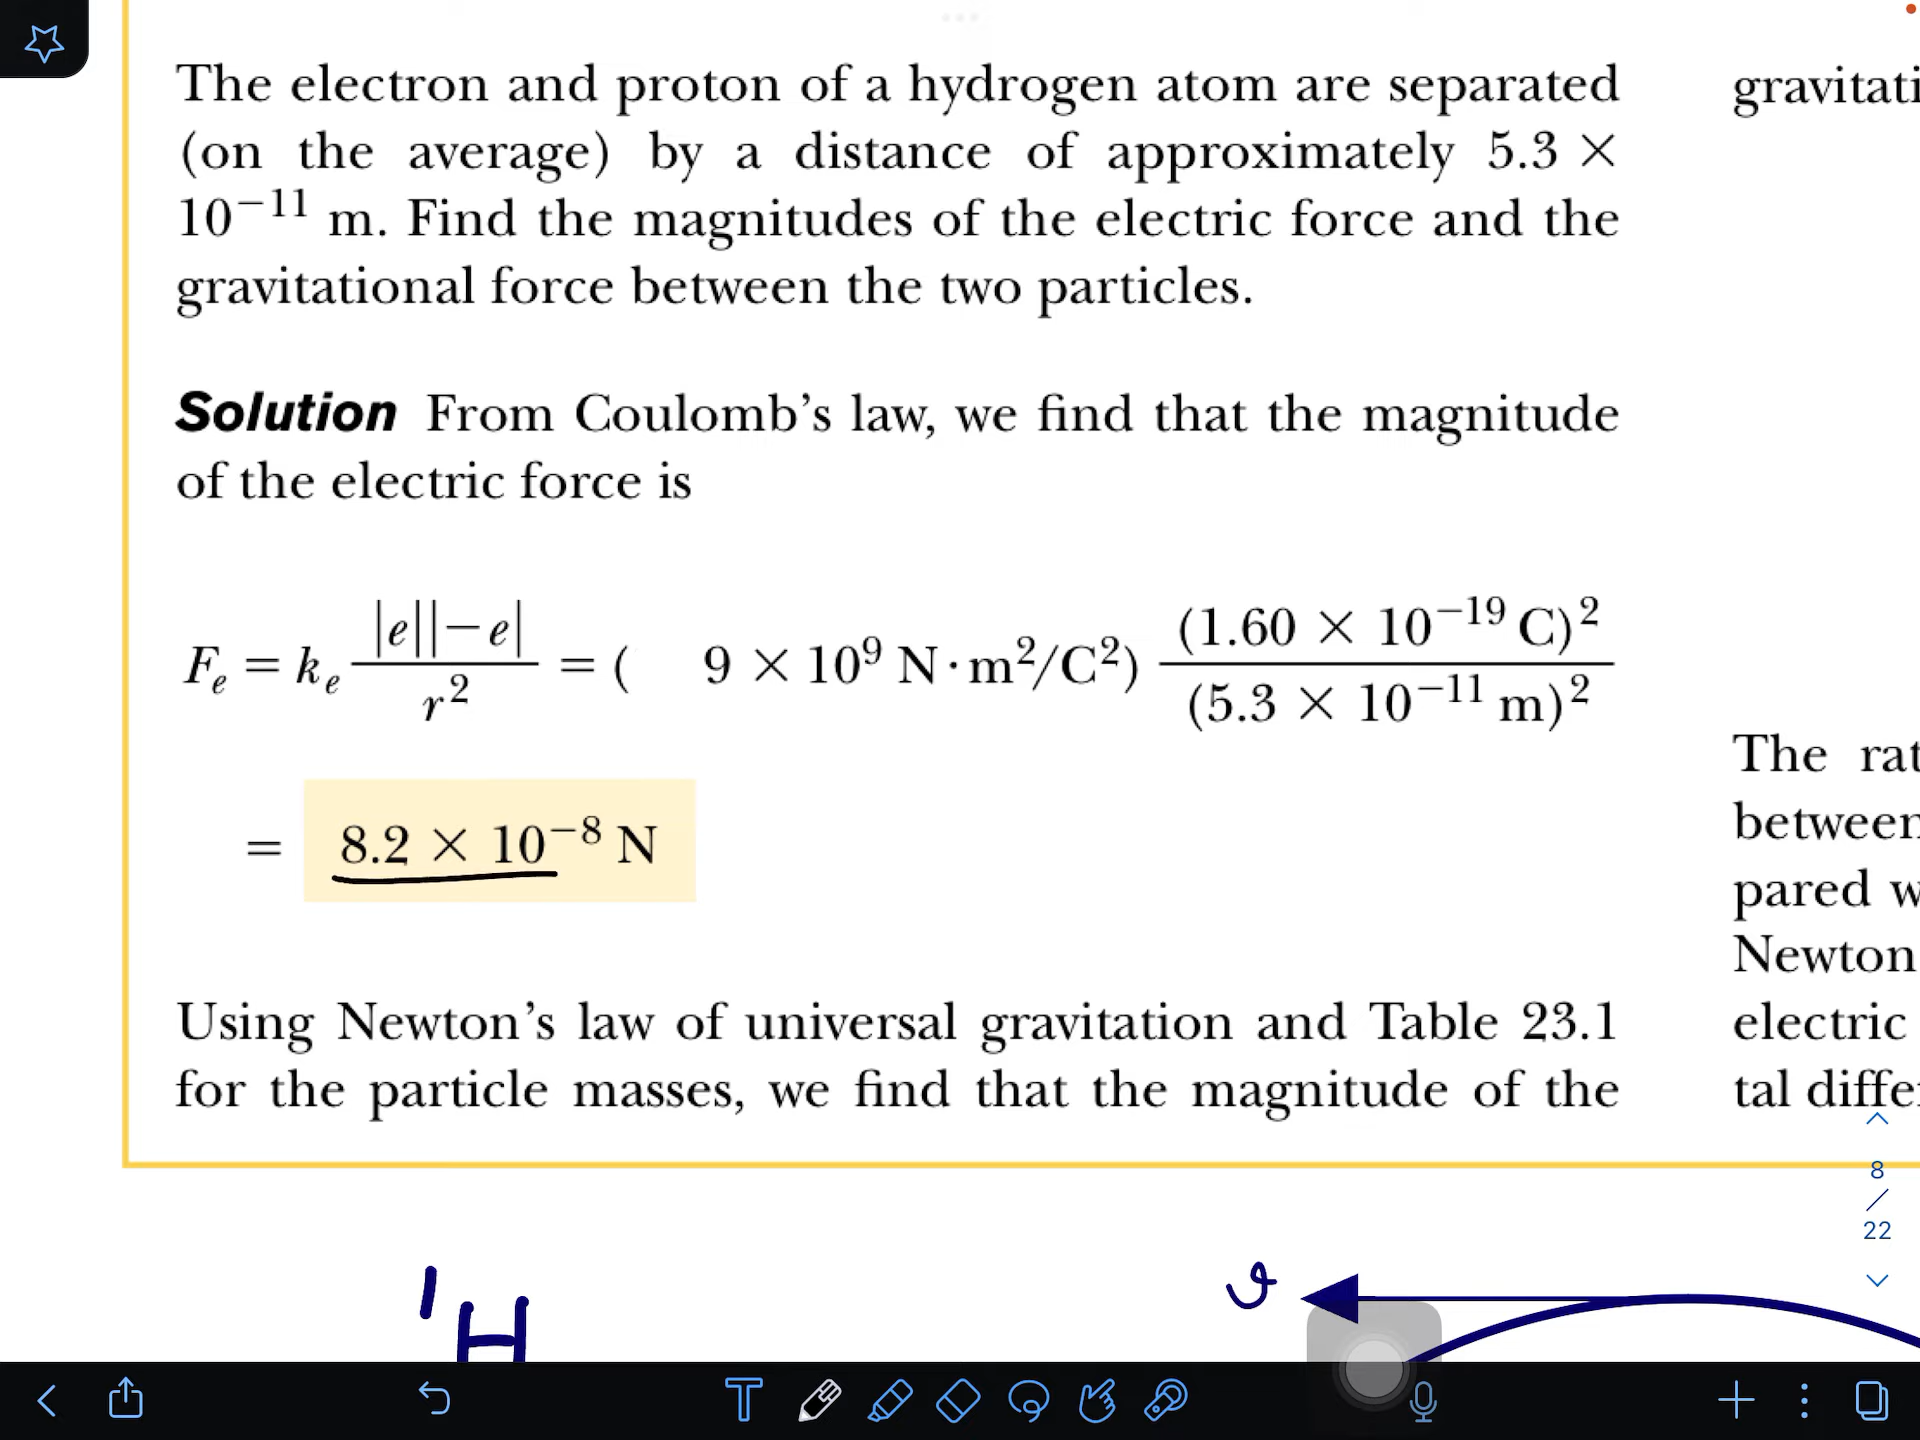 The electron and proton of a hydrogen atom are separated
(on the average) by a distance of approximately 5.3 ×
10⁻¹¹ m. Find the magnitudes of the electric force and the
gravitational force between the two particles.
Solution From Coulomb’s law, we find that the magnitude
of the electric force is
Fₑ = kₑ |e||−e| / r² = ( 9 × 10⁹ N·m²/C²) (1.60 × 10⁻¹⁹ C)² / (5.3 × 10⁻¹¹ m)²
= 8.2 × 10⁻⁸ N
Using Newton’s law of universal gravitation and Table 23.1
for the particle masses, we find that the magnitude of the
gravitati
The rat
between
pared w
Newton
electric
tal differ
8
/
22
¹H
ϑ
T